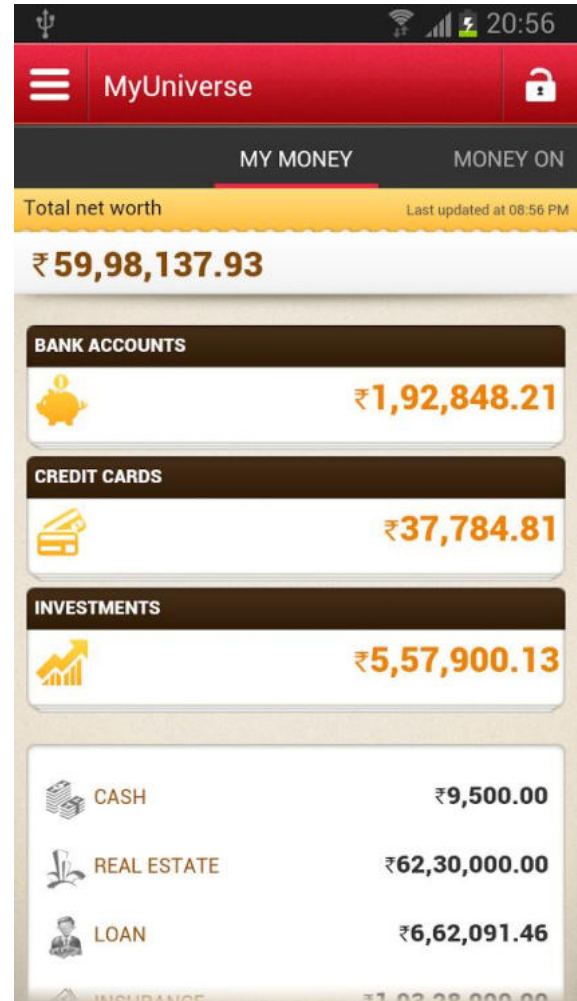 20:56
MyUniverse
MY MONEY MONEY ON
Total net worth Last updated at 08:56 PM
₹59,98,137.93
BANK ACCOUNTS
₹1,92,848.21
CREDIT CARDS
₹37,784.81
INVESTMENTS
₹5,57,900.13
CASH ₹9,500.00
REAL ESTATE ₹62,30,000.00
LOAN ₹6,62,091.46
INSURANCE